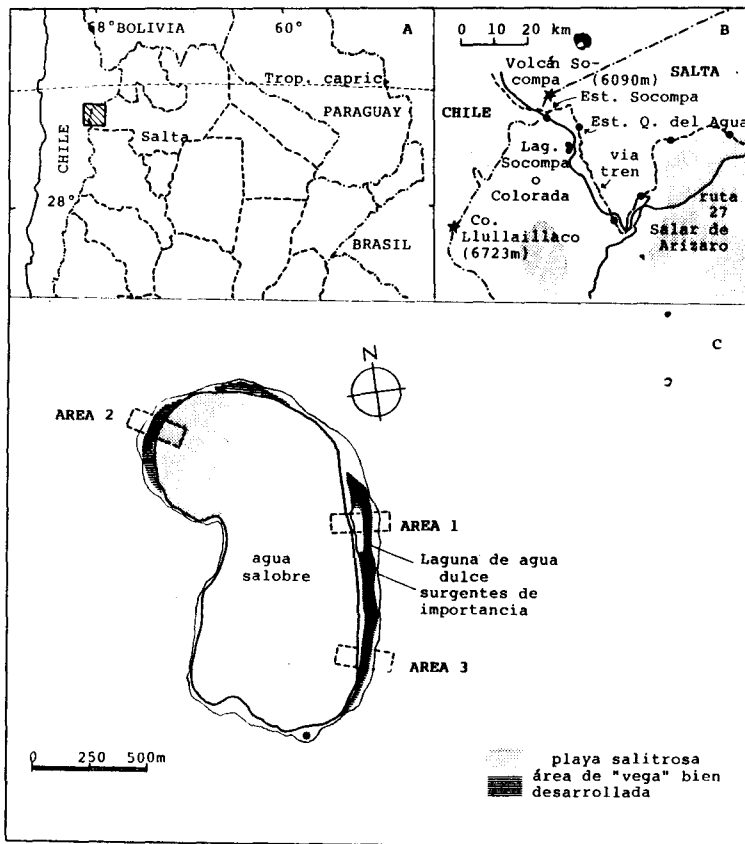 68° BOLIVIA
60°
A
Trop. capric.
PARAGUAY
CHILE
Salta
28°
BRASIL
0 10 20 km
B
Volcán So-
compa
(6090m)
SALTA
Est. Socompa
CHILE
Est. Q. del Agua
Lag.
Socompa
o
Colorada
via
tren
ruta
27
Co.
Llullaillaco
(6723m)
Salar de
Arizaro
C
N
AREA 2
AREA 1
agua
salobre
Laguna de agua
dulce
surgentes de
importancia
AREA 3
0 250 500m
playa salitrosa
área de "vega" bien
desarrollada